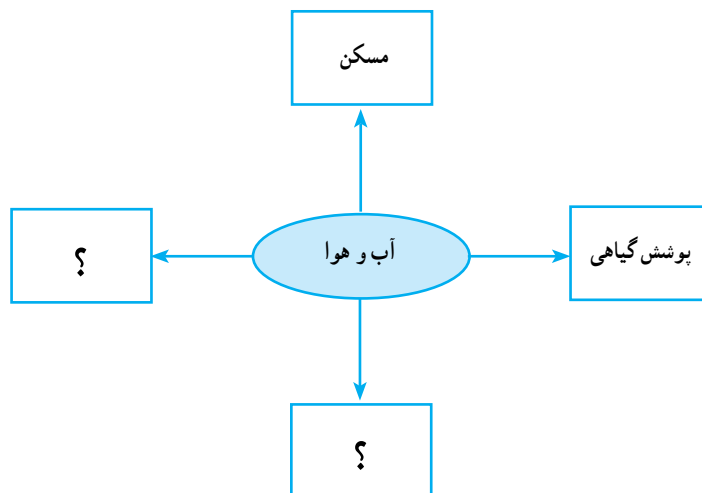 مسکن
پوشش گیاهی
آب و هوا
؟
؟